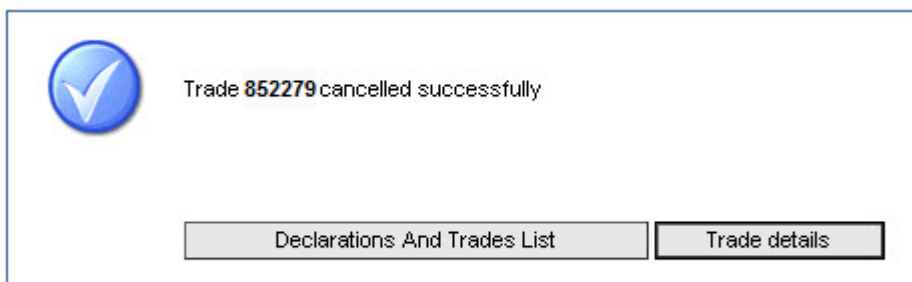 Trade 852279 cancelled successfully
Declarations And Trades List
Trade details